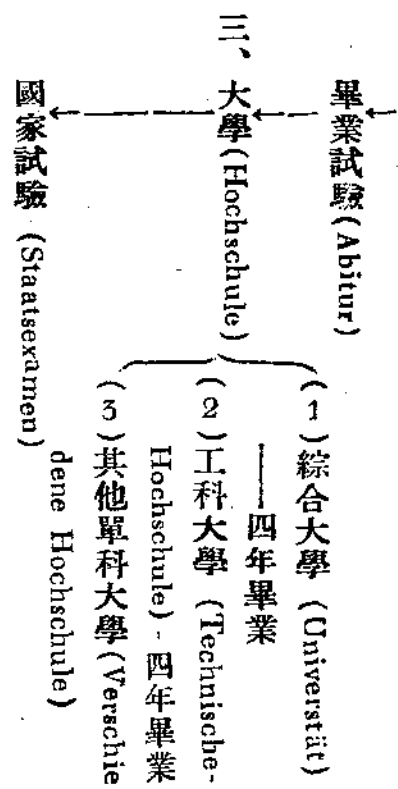 畢業試驗(Abitur)
三、大學(Hochschule)
(1)綜合大學 (Universtät)
——四年畢業
(2)工科大學 (Technische-
Hochschule)-四年畢業
(3)其他單科大學(Verschie
dene Hochschule)
國家試驗 (Staatsexamen)